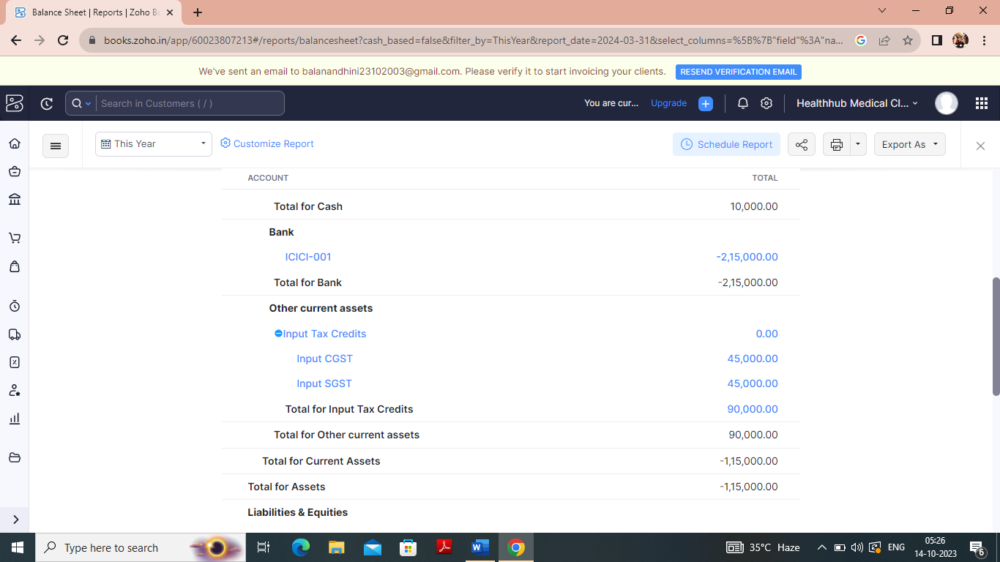 Balance Sheet | Reports | Zoho Bo
books.zoho.in/app/60023807213#/reports/balancesheet?cash_based=false&filter_by=ThisYear&report_date=2024-03-31&select_columns=%5B%7B"field"%3A"na...
We've sent an email to balanandhini23102003@gmail.com. Please verify it to start invoicing your clients. RESEND VERIFICATION EMAIL
Search in Customers ( / ) You are cur... Upgrade Healthhub Medical Cl...
This Year Customize Report Schedule Report Export As
ACCOUNT TOTAL
Total for Cash 10,000.00
Bank
ICICI-001 -2,15,000.00
Total for Bank -2,15,000.00
Other current assets
Input Tax Credits 0.00
Input CGST 45,000.00
Input SGST 45,000.00
Total for Input Tax Credits 90,000.00
Total for Other current assets 90,000.00
Total for Current Assets -1,15,000.00
Total for Assets -1,15,000.00
Liabilities & Equities
Type here to search 35°C Haze ENG 05:26
14-10-2023 6